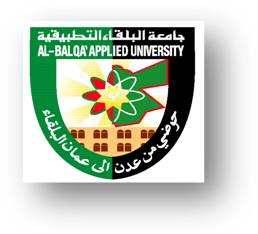 جامعة البلقاء التطبيقية
AL-BALQA' APPLIED UNIVERSITY
حوضي من عدن الى عمان البلقاء